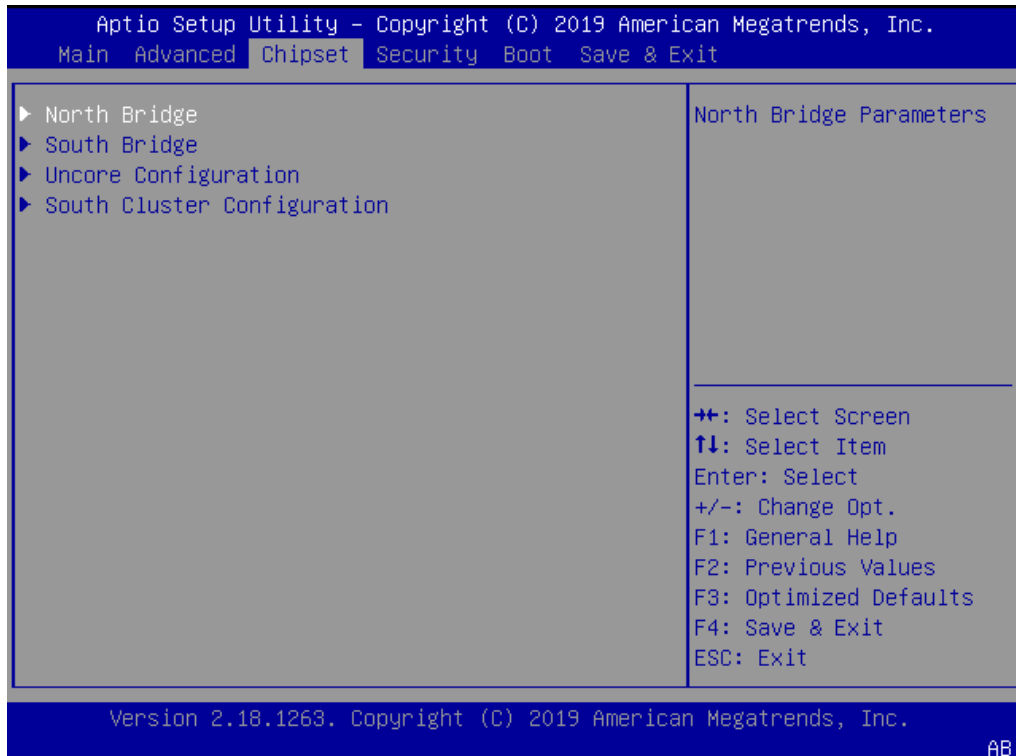 Aptio Setup Utility – Copyright (C) 2019 American Megatrends, Inc.
Main Advanced Chipset Security Boot Save & Exit
► North Bridge
► South Bridge
► Uncore Configuration
► South Cluster Configuration
North Bridge Parameters
→←: Select Screen
↑↓: Select Item
Enter: Select
+/-: Change Opt.
F1: General Help
F2: Previous Values
F3: Optimized Defaults
F4: Save & Exit
ESC: Exit
Version 2.18.1263. Copyright (C) 2019 American Megatrends, Inc.
AB